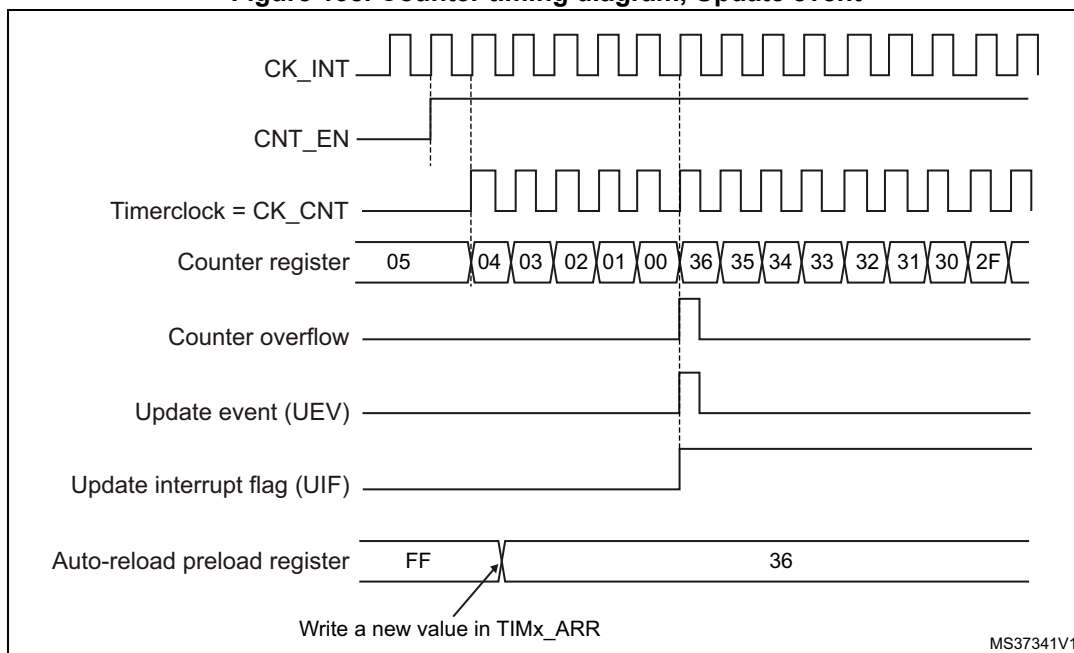 CK_INT
CNT_EN
Timerclock = CK_CNT
Counter register 05 04 03 02 01 00 36 35 34 33 32 31 30 2F
Counter overflow
Update event (UEV)
Update interrupt flag (UIF)
Auto-reload preload register FF 36
Write a new value in TIMx_ARR
MS37341V1